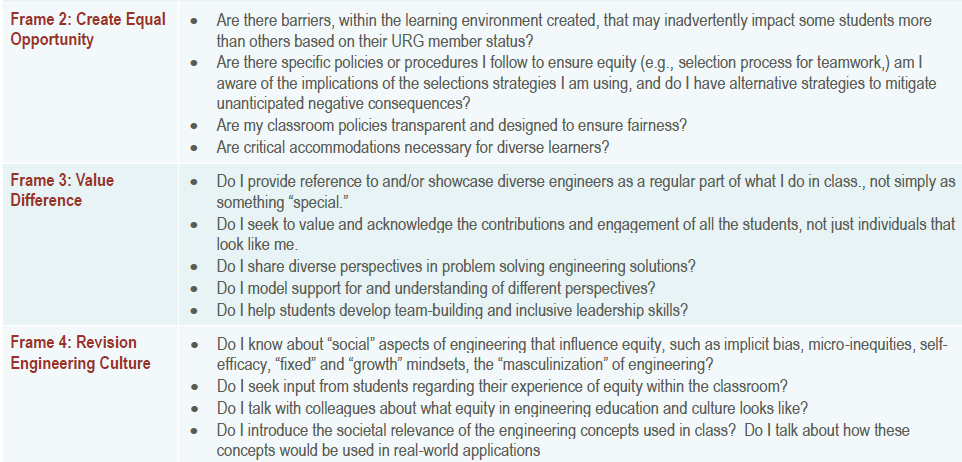 Frame 2: Create Equal
Opportunity
• Are there barriers, within the learning environment created, that may inadvertently impact some students more
than others based on their URG member status?
• Are there specific policies or procedures I follow to ensure equity (e.g., selection process for teamwork,) am I
aware of the implications of the selections strategies I am using, and do I have alternative strategies to mitigate
unanticipated negative consequences?
• Are my classroom policies transparent and designed to ensure fairness?
• Are critical accommodations necessary for diverse learners?
Frame 3: Value
Difference
• Do I provide reference to and/or showcase diverse engineers as a regular part of what I do in class., not simply as
something “special.”
• Do I seek to value and acknowledge the contributions and engagement of all the students, not just individuals that
look like me.
• Do I share diverse perspectives in problem solving engineering solutions?
• Do I model support for and understanding of different perspectives?
• Do I help students develop team-building and inclusive leadership skills?
Frame 4: Revision
Engineering Culture
• Do I know about “social” aspects of engineering that influence equity, such as implicit bias, micro-inequities, self-
efficacy, “fixed” and “growth” mindsets, the “masculinization” of engineering?
• Do I seek input from students regarding their experience of equity within the classroom?
• Do I talk with colleagues about what equity in engineering education and culture looks like?
• Do I introduce the societal relevance of the engineering concepts used in class? Do I talk about how these
concepts would be used in real-world applications